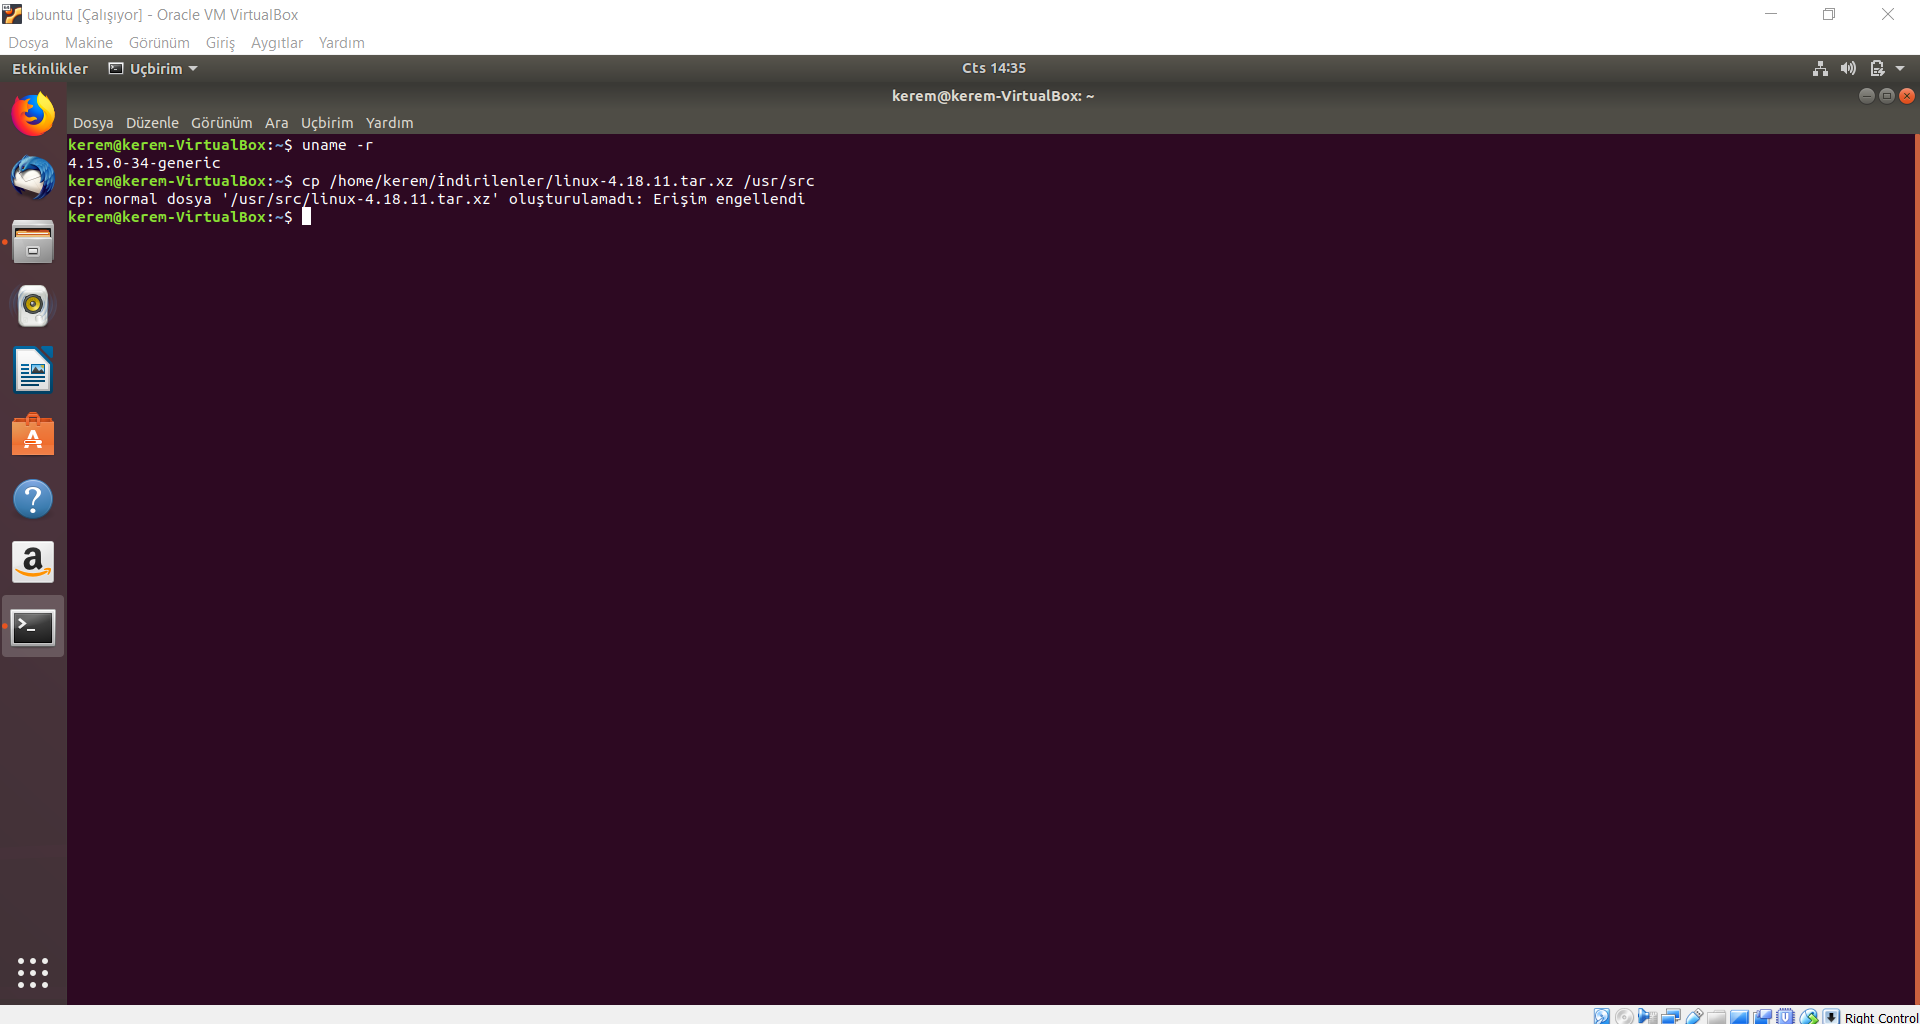 ubuntu [Çalışıyor] - Oracle VM VirtualBox
Dosya Makine Görünüm Giriş Aygıtlar Yardım
Etkinlikler Uçbirim Cts 14:35
kerem@kerem-VirtualBox: ~
Dosya Düzenle Görünüm Ara Uçbirim Yardım
kerem@kerem-VirtualBox:~$ uname -r
4.15.0-34-generic
kerem@kerem-VirtualBox:~$ cp /home/kerem/İndirilenler/linux-4.18.11.tar.xz /usr/src
cp: normal dosya '/usr/src/linux-4.18.11.tar.xz' oluşturulamadı: Erişim engellendi
kerem@kerem-VirtualBox:~$
Right Control